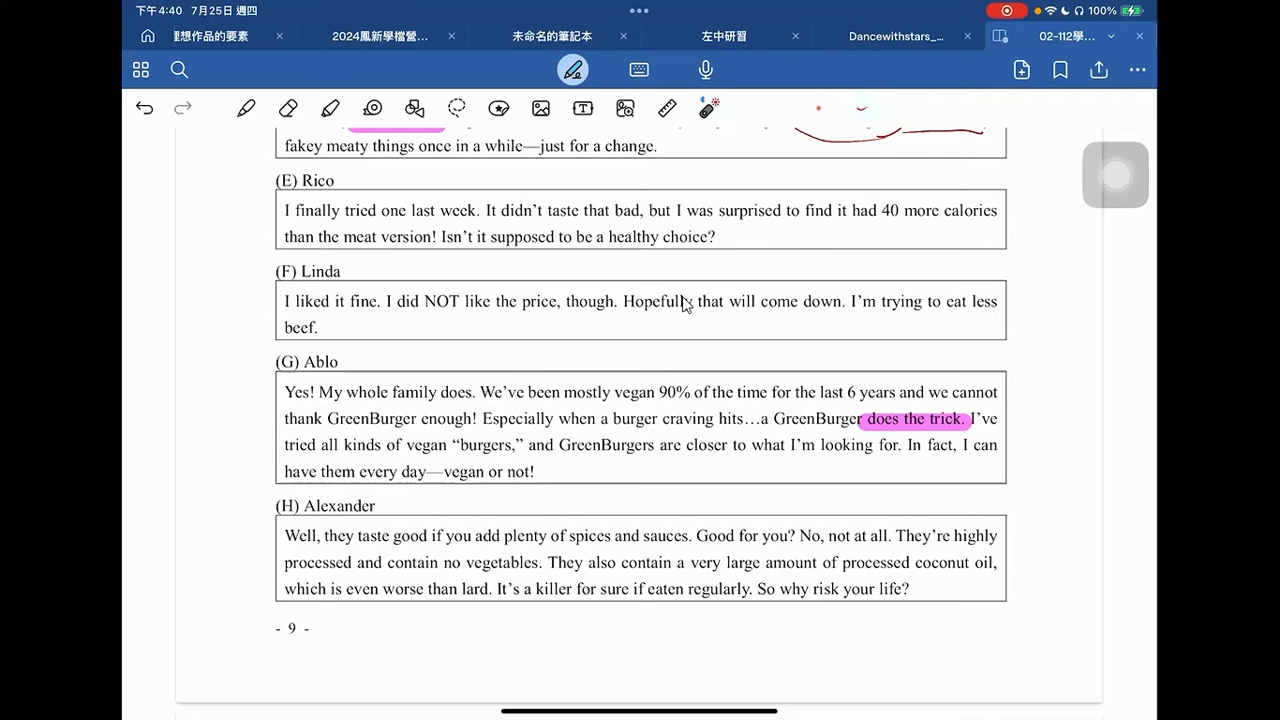 下午4:40 7月25日 週四
100%
理想作品的要素
2024鳳新學檔營...
未命名的筆記本
左中研習
Dancewithstars_...
02-112學...
fakey meaty things once in a while—just for a change.
(E) Rico
I finally tried one last week. It didn't taste that bad, but I was surprised to find it had 40 more calories
than the meat version! Isn't it supposed to be a healthy choice?
(F) Linda
I liked it fine. I did NOT like the price, though. Hopefully that will come down. I'm trying to eat less
beef.
(G) Ablo
Yes! My whole family does. We've been mostly vegan 90% of the time for the last 6 years and we cannot
thank GreenBurger enough! Especially when a burger craving hits…a GreenBurger does the trick. I've
tried all kinds of vegan “burgers,” and GreenBurgers are closer to what I'm looking for. In fact, I can
have them every day—vegan or not!
(H) Alexander
Well, they taste good if you add plenty of spices and sauces. Good for you? No, not at all. They're highly
processed and contain no vegetables. They also contain a very large amount of processed coconut oil,
which is even worse than lard. It's a killer for sure if eaten regularly. So why risk your life?
- 9 -